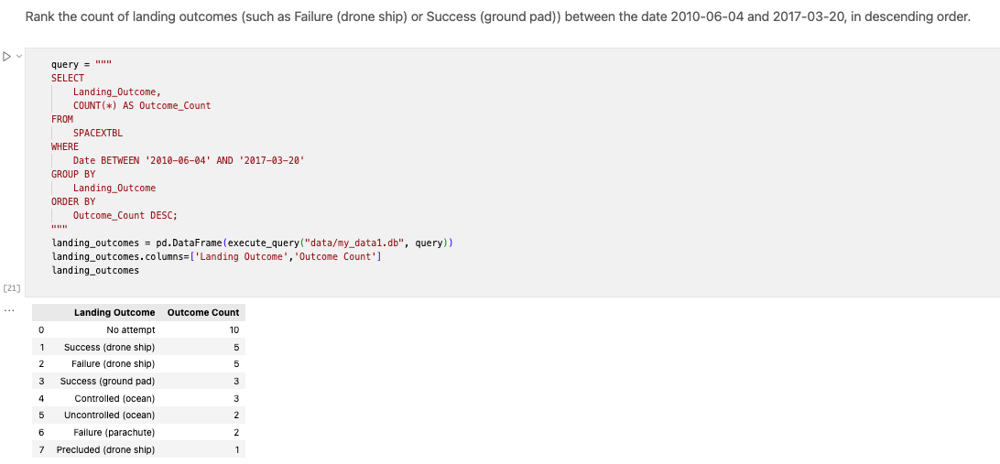 Rank the count of landing outcomes (such as Failure (drone ship) or Success (ground pad)) between the date 2010-06-04 and 2017-03-20, in descending order.
query = """
SELECT
Landing_Outcome,
COUNT(*) AS Outcome_Count
FROM
SPACEXTBL
WHERE
Date BETWEEN '2010-06-04' AND '2017-03-20'
GROUP BY
Landing_Outcome
ORDER BY
Outcome_Count DESC;
"""
landing_outcomes = pd.DataFrame(execute_query("data/my_data1.db", query))
landing_outcomes.columns=['Landing Outcome','Outcome Count']
landing_outcomes
[21]
...
Landing Outcome Outcome Count
0 No attempt 10
1 Success (drone ship) 5
2 Failure (drone ship) 5
3 Success (ground pad) 3
4 Controlled (ocean) 3
5 Uncontrolled (ocean) 2
6 Failure (parachute) 2
7 Precluded (drone ship) 1